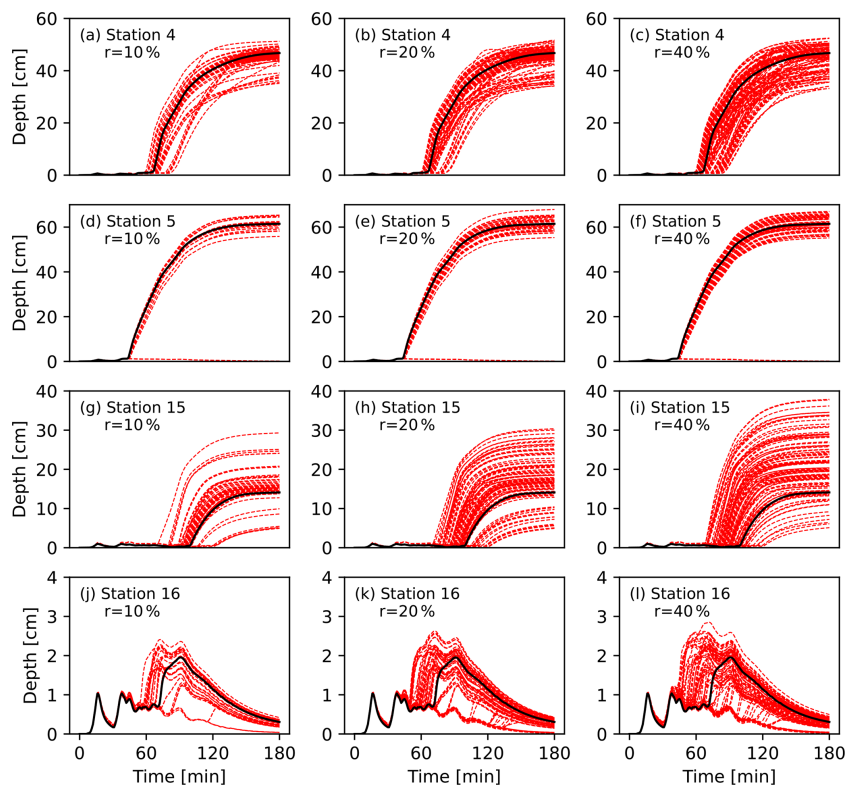 (a) Station 4
r=10 %
(b) Station 4
r=20 %
(c) Station 4
r=40 %
Depth [cm]
60
40
20
0
60
40
20
0
60
40
20
0
(d) Station 5
r=10 %
(e) Station 5
r=20 %
(f) Station 5
r=40 %
Depth [cm]
60
40
20
0
60
40
20
0
60
40
20
0
(g) Station 15
r=10 %
(h) Station 15
r=20 %
(i) Station 15
r=40 %
Depth [cm]
40
30
20
10
0
40
30
20
10
0
40
30
20
10
0
(j) Station 16
r=10 %
(k) Station 16
r=20 %
(l) Station 16
r=40 %
Depth [cm]
4
3
2
1
0
4
3
2
1
0
4
3
2
1
0
0 60 120 180
0 60 120 180
0 60 120 180
Time [min]
Time [min]
Time [min]